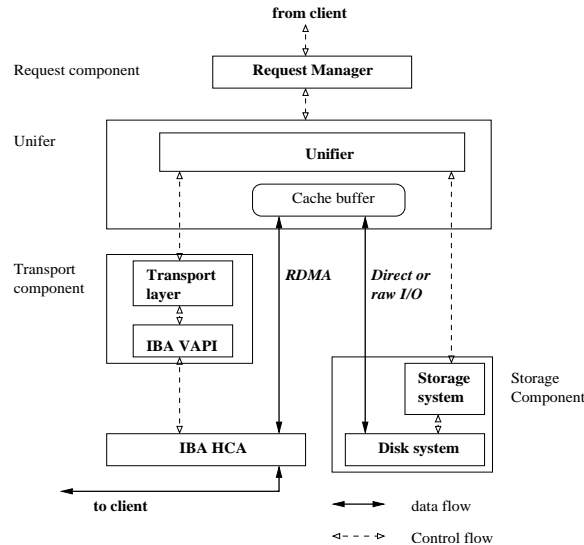 from client
Request component
Request Manager
Unifer
Unifier
Cache buffer
Transport
component
Transport
layer
RDMA
Direct or
raw I/O
IBA VAPI
Storage
system
Storage
Component
IBA HCA
Disk system
to client
data flow
Control flow